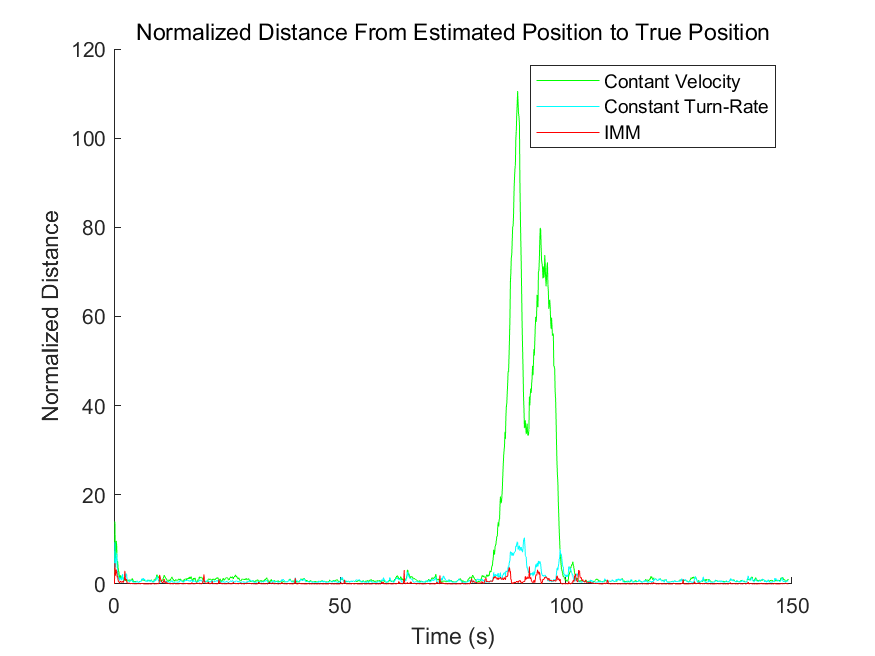 Normalized Distance From Estimated Position to True Position
120
100
80
60
40
20
0
Normalized Distance
Contant Velocity
Constant Turn-Rate
IMM
0
50
100
150
Time (s)